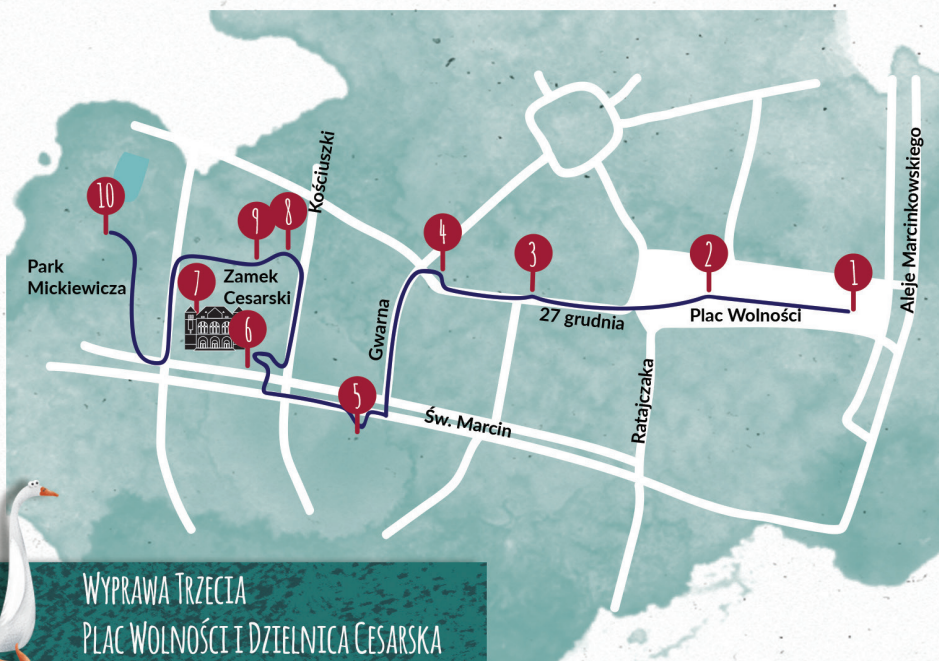 Kościuszki
Aleje Marcinkowskiego
10
9
8
4
3
2
1
Park
Mickiewicza
7
Zamek
Cesarski
6
Gwarna
27 grudnia
Plac Wolności
5
Św. Marcin
Ratajczaka
Wyprawa Trzecia
Plac Wolności i Dzielnica Cesarska